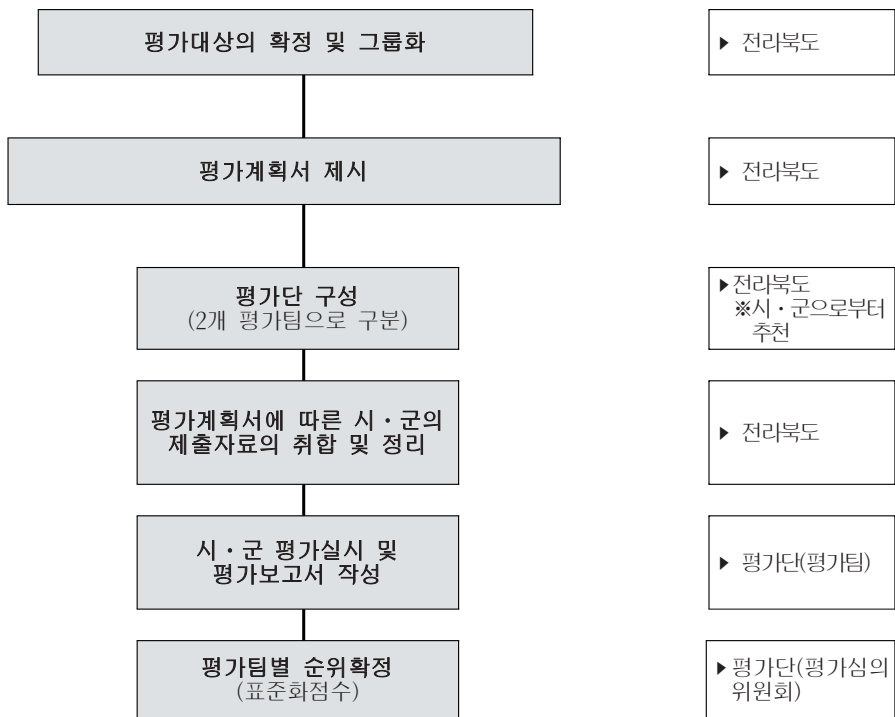 평가대상의 확정 및 그룹화
▶ 전라북도
평가계획서 제시
▶ 전라북도
평가단 구성
(2개 평가팀으로 구분)
▶전라북도
※시・군으로부터
추천
평가계획서에 따른 시・군의
제출자료의 취합 및 정리
▶ 전라북도
시・군 평가실시 및
평가보고서 작성
▶ 평가단(평가팀)
평가팀별 순위확정
(표준화점수)
▶평가단(평가심의
위원회)